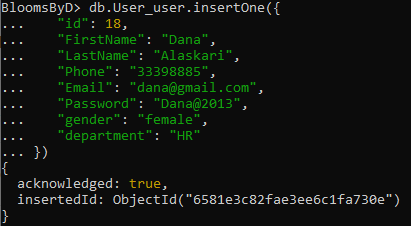 BloomsByD> db.User_user.insertOne({
...     "id": 18,
...     "FirstName": "Dana",
...     "LastName": "Alaskari",
...     "Phone": "33398885",
...     "Email": "dana@gmail.com",
...     "Password": "Dana@2013",
...     "gender": "female",
...     "department": "HR"
... })
{
  acknowledged: true,
  insertedId: ObjectId("6581e3c82fae3ee6c1fa730e")
}